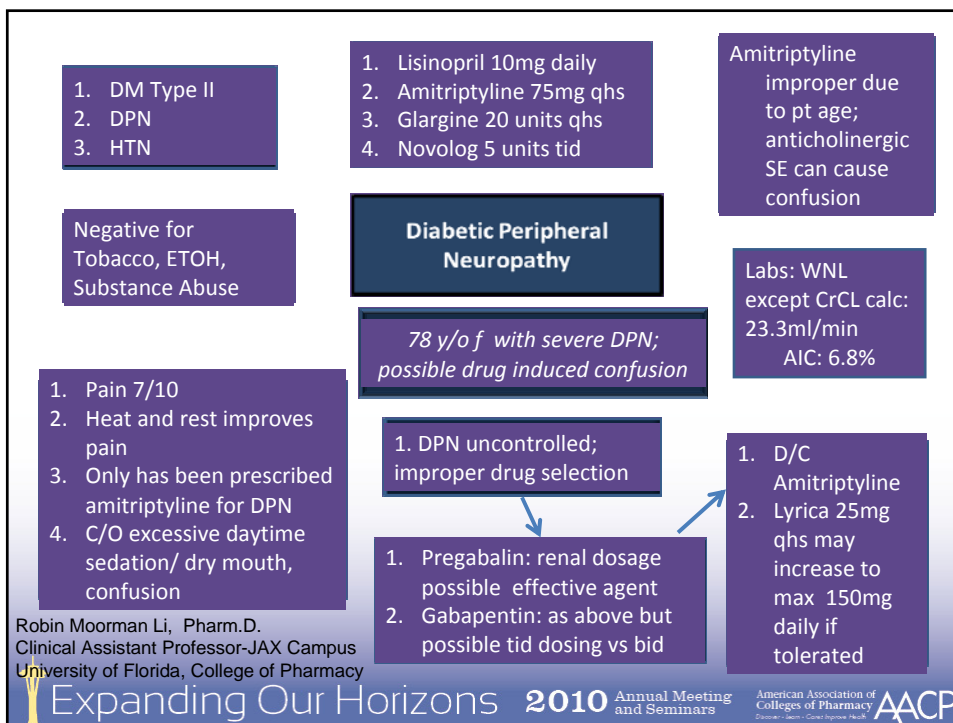 1. DM Type II
2. DPN
3. HTN
1. Lisinopril 10mg daily
2. Amitriptyline 75mg qhs
3. Glargine 20 units qhs
4. Novolog 5 units tid
Amitriptyline
improper due
to pt age;
anticholinergic
SE can cause
confusion
Negative for
Tobacco, ETOH,
Substance Abuse
Diabetic Peripheral
Neuropathy
Labs: WNL
except CrCL calc:
23.3ml/min
AIC: 6.8%
78 y/o f with severe DPN;
possible drug induced confusion
1. Pain 7/10
2. Heat and rest improves
pain
3. Only has been prescribed
amitriptyline for DPN
4. C/O excessive daytime
sedation/ dry mouth,
confusion
1. DPN uncontrolled;
improper drug selection
1. Pregabalin: renal dosage
possible effective agent
2. Gabapentin: as above but
possible tid dosing vs bid
1. D/C
Amitriptyline
2. Lyrica 25mg
qhs may
increase to
max 150mg
daily if
tolerated
Robin Moorman Li, Pharm.D.
Clinical Assistant Professor-JAX Campus
University of Florida, College of Pharmacy
Expanding Our Horizons
2010 Annual Meeting
and Seminars
American Association of
Colleges of Pharmacy
AACP